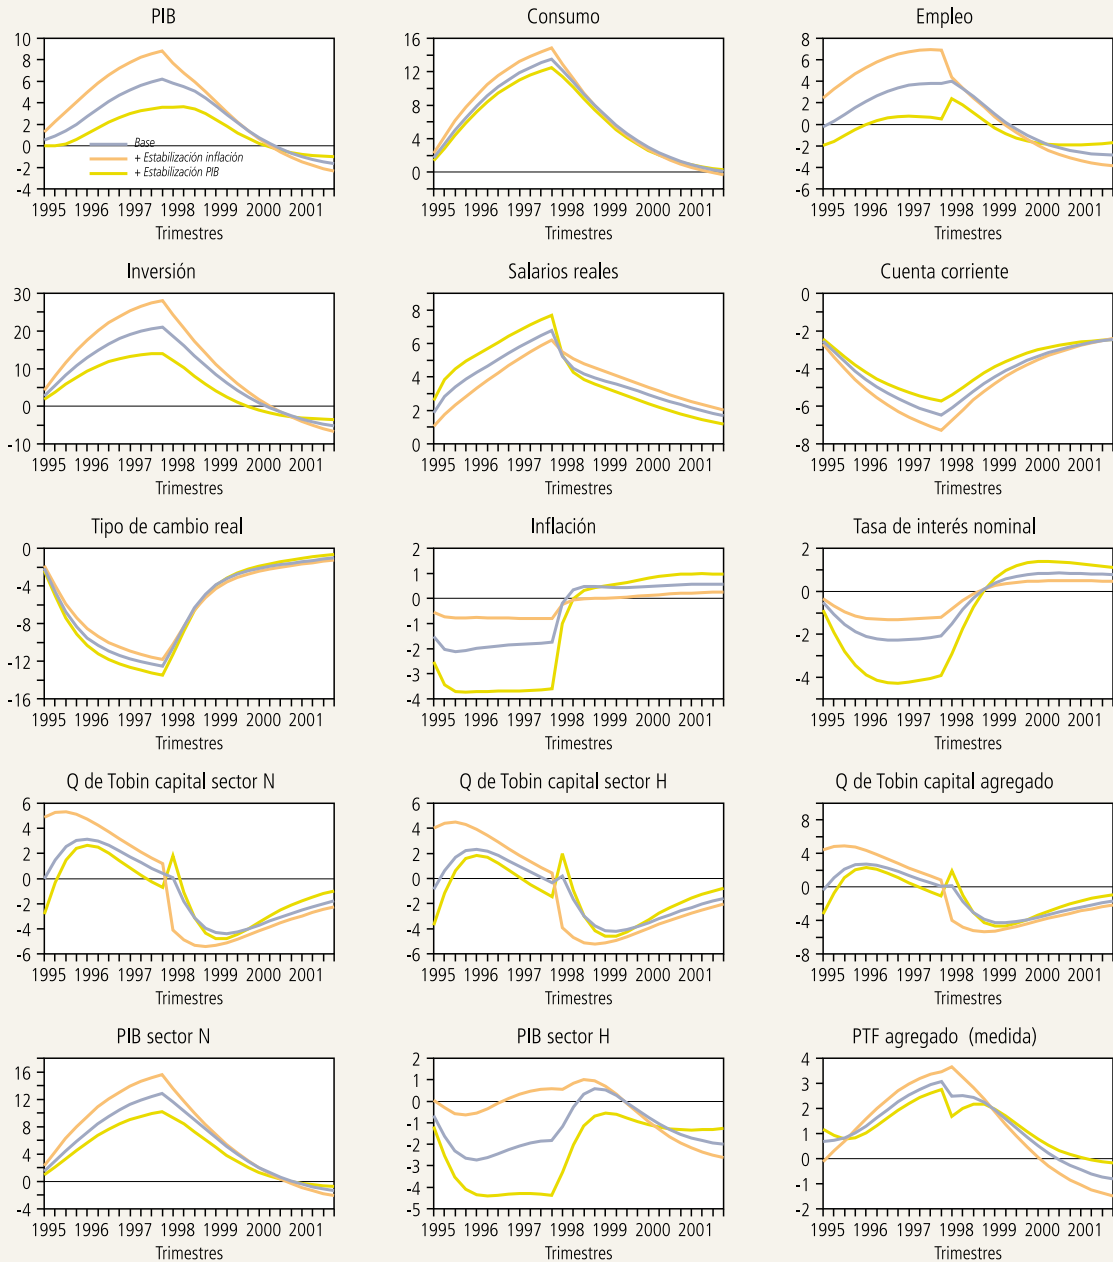 PIB
10
8
6
4
2
0
-2
-4
Base
+ Estabilización inflación
+ Estabilización PIB
1995 1996 1997 1998 1999 2000 2001
Trimestres
Consumo
16
12
8
4
0
1995 1996 1997 1998 1999 2000 2001
Trimestres
Empleo
8
6
4
2
0
-2
-4
-6
1995 1996 1997 1998 1999 2000 2001
Trimestres
Inversión
30
20
10
0
-10
1995 1996 1997 1998 1999 2000 2001
Trimestres
Salarios reales
8
6
4
2
0
1995 1996 1997 1998 1999 2000 2001
Trimestres
Cuenta corriente
0
-2
-4
-6
-8
1995 1996 1997 1998 1999 2000 2001
Trimestres
Tipo de cambio real
0
-4
-8
-12
-16
1995 1996 1997 1998 1999 2000 2001
Trimestres
Inflación
2
1
0
-1
-2
-3
-4
1995 1996 1997 1998 1999 2000 2001
Trimestres
Tasa de interés nominal
2
0
-2
-4
1995 1996 1997 1998 1999 2000 2001
Trimestres
Q de Tobin capital sector N
6
4
2
0
-2
-4
-6
1995 1996 1997 1998 1999 2000 2001
Trimestres
Q de Tobin capital sector H
6
4
2
0
-2
-4
-6
1995 1996 1997 1998 1999 2000 2001
Trimestres
Q de Tobin capital agregado
8
4
0
-4
-8
1995 1996 1997 1998 1999 2000 2001
Trimestres
PIB sector N
16
12
8
4
0
-4
1995 1996 1997 1998 1999 2000 2001
Trimestres
PIB sector H
2
1
0
-1
-2
-3
-4
-5
1995 1996 1997 1998 1999 2000 2001
Trimestres
PTF agregado (medida)
4
3
2
1
0
-1
-2
1995 1996 1997 1998 1999 2000 2001
Trimestres